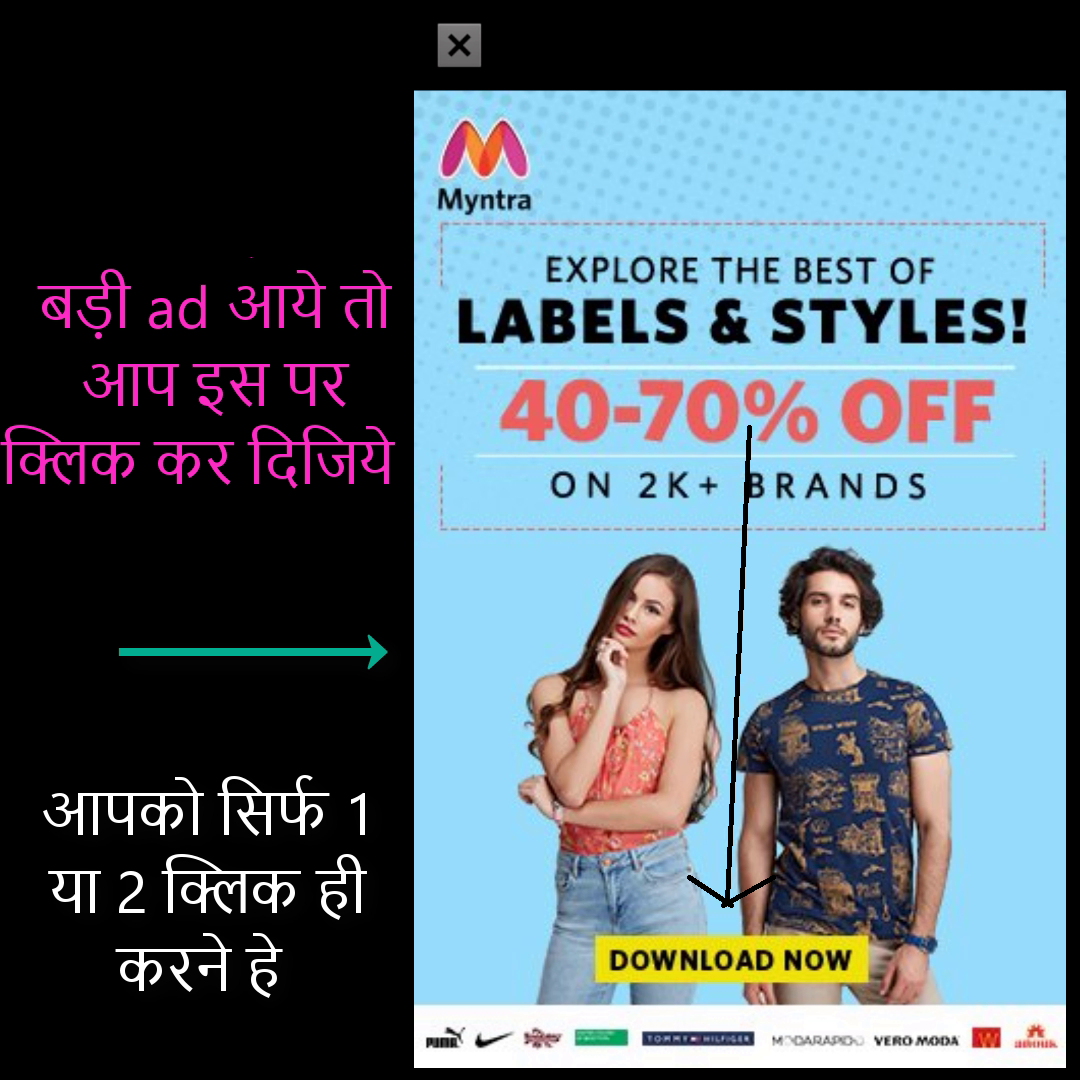 बड़ी ad आये तो
आप इस पर
क्लिक कर दिजिये
आपको सिर्फ 1
या 2 क्लिक ही
करने हे
Myntra
EXPLORE THE BEST OF
LABELS & STYLES!
40-70% OFF
ON 2K+ BRANDS
DOWNLOAD NOW
PUMA TOMMY HILFIGER MODARAPIDO VERO MODA W anouk